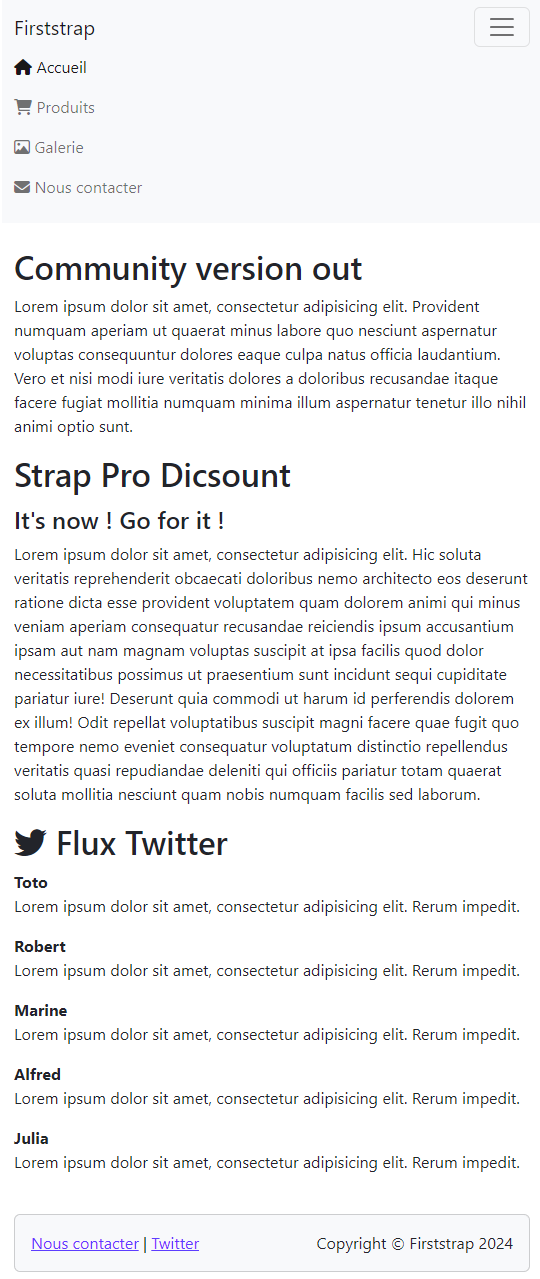 Firststrap
Accueil
Produits
Galerie
Nous contacter
Community version out
Lorem ipsum dolor sit amet, consectetur adipisicing elit. Provident
numquam aperiam ut quaerat minus labore quo nesciunt aspernatur
voluptas consequuntur dolores eaque culpa natus officia laudantium.
Vero et nisi modi iure veritatis dolores a doloribus recusandae itaque
facere fugiat mollitia numquam minima illum aspernatur tenetur illo nihil
animi optio sunt.
Strap Pro Dicsount
It's now ! Go for it !
Lorem ipsum dolor sit amet, consectetur adipisicing elit. Hic soluta
veritatis reprehenderit obcaecati doloribus nemo architecto eos deserunt
ratione dicta esse provident voluptatem quam dolorem animi qui minus
veniam aperiam consequatur recusandae reiciendis ipsum accusantium
ipsam aut nam magnam voluptas suscipit at ipsa facilis quod dolor
necessitatibus possimus ut praesentium sunt incidunt sequi cupiditate
pariatur iure! Deserunt quia commodi ut harum id perferendis dolorem
ex illum! Odit repellat voluptatibus suscipit magni facere quae fugit quo
tempore nemo eveniet consequatur voluptatum distinctio repellendus
veritatis quasi repudiandae deleniti qui officiis pariatur totam quaerat
soluta mollitia nesciunt quam nobis numquam facilis sed laborum.
Flux Twitter
Toto
Lorem ipsum dolor sit amet, consectetur adipisicing elit. Rerum impedit.
Robert
Lorem ipsum dolor sit amet, consectetur adipisicing elit. Rerum impedit.
Marine
Lorem ipsum dolor sit amet, consectetur adipisicing elit. Rerum impedit.
Alfred
Lorem ipsum dolor sit amet, consectetur adipisicing elit. Rerum impedit.
Julia
Lorem ipsum dolor sit amet, consectetur adipisicing elit. Rerum impedit.
Nous contacter | Twitter Copyright © Firststrap 2024